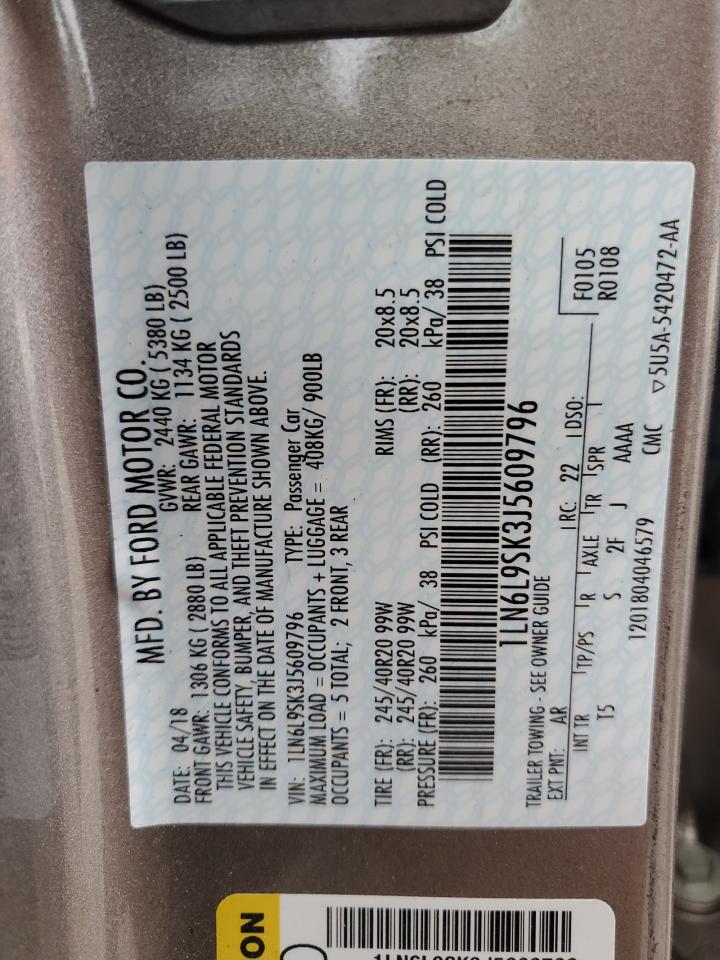 MFD. BY FORD MOTOR CO.
DATE: 04/18 GVWR: 2440 KG ( 5380 LB)
FRONT GAWR: 1306 KG ( 2880 LB) REAR GAWR: 1134 KG ( 2500 LB)
THIS VEHICLE CONFORMS TO ALL APPLICABLE FEDERAL MOTOR
VEHICLE SAFETY, BUMPER, AND THEFT PREVENTION STANDARDS
IN EFFECT ON THE DATE OF MANUFACTURE SHOWN ABOVE.
VIN: 1LN6L9SK3J5609796 TYPE: Passenger Car
MAXIMUM LOAD = OCCUPANTS + LUGGAGE = 408KG/ 900LB
OCCUPANTS = 5 TOTAL; 2 FRONT, 3 REAR
TIRE (FR): 245/40R20 99W RIMS (FR): 20x8.5
(RR): 245/40R20 99W (RR): 20x8.5
PRESSURE (FR): 260 kPa/ 38 PSI COLD (RR): 260 kPa/ 38 PSI COLD
1LN6L9SK3J5609796
TRAILER TOWING - SEE OWNER GUIDE
EXT PNT: AR RC: 22 DSO: F0105
R0108
INT TR TP/PS R AXLE TR SPR
T5 S 2F J AAAA
1201804046579 CMC ▽5U5A-5420472-AA
ON